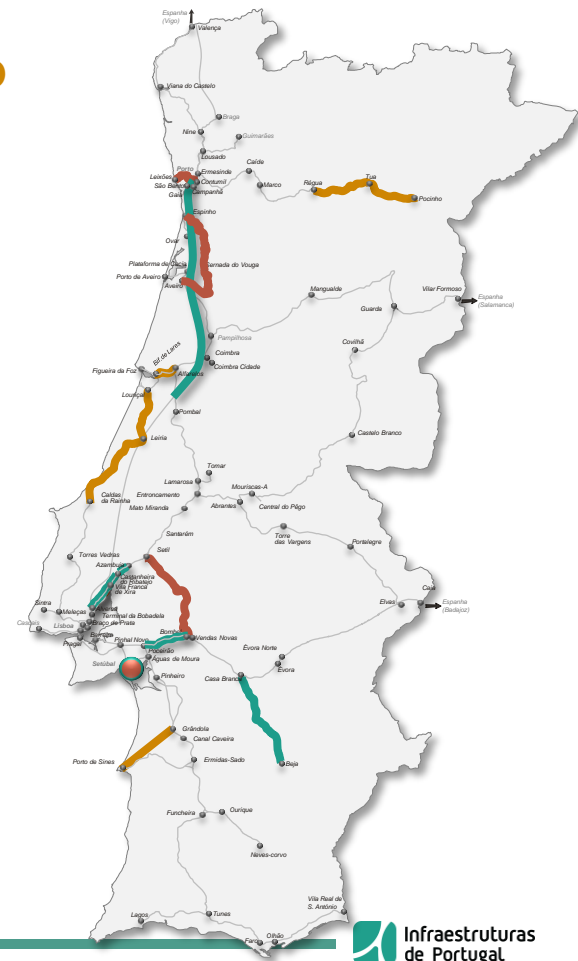 Espanha
(Vigo)
Valença
Viana do Castelo
Braga
Nine
Guimarães
Lousado
Porto
Ermesinde
Caíde
Leixões
Contumil
São Bento
Campanhã
Marco
Régua
Tua
Pocinho
Gaia
Espinho
Ovar
Plataforma de Cacia
Sernada do Vouga
Porto de Aveiro
Aveiro
Mangualde
Vilar Formoso
Espanha
(Salamanca)
Guarda
Pampilhosa
Covilhã
Bif. de Lares
Coimbra
Coimbra Cidade
Figueira da Foz
Alfarelos
Louriçal
Pombal
Leiria
Castelo Branco
Tomar
Lamarosa
Mouriscas-A
Caldas
da Rainha
Entroncamento
Mato Miranda
Abrantes
Central do Pêgo
Santarém
Torre
das Vargens
Portalegre
Setil
Torres Vedras
Azambuja
Castanheira
do Ribatejo
Vila Franca
de Xira
Caia
Elvas
Espanha
(Badajoz)
Sintra
Meleças
Alverca
Terminal da Bobadela
Cascais
Lisboa
Braço de Prata
Barreiro
Pragal
Pinhal Novo
Bombel
Vendas Novas
Poceirão
Águas de Moura
Setúbal
Évora Norte
Évora
Pinheiro
Casa Branca
Grândola
Canal Caveira
Porto de Sines
Ermidas-Sado
Beja
Funcheira
Ourique
Neves-corvo
Vila Real de
S. António
Lagos
Tunes
Faro
Olhão
Infraestruturas
de Portugal